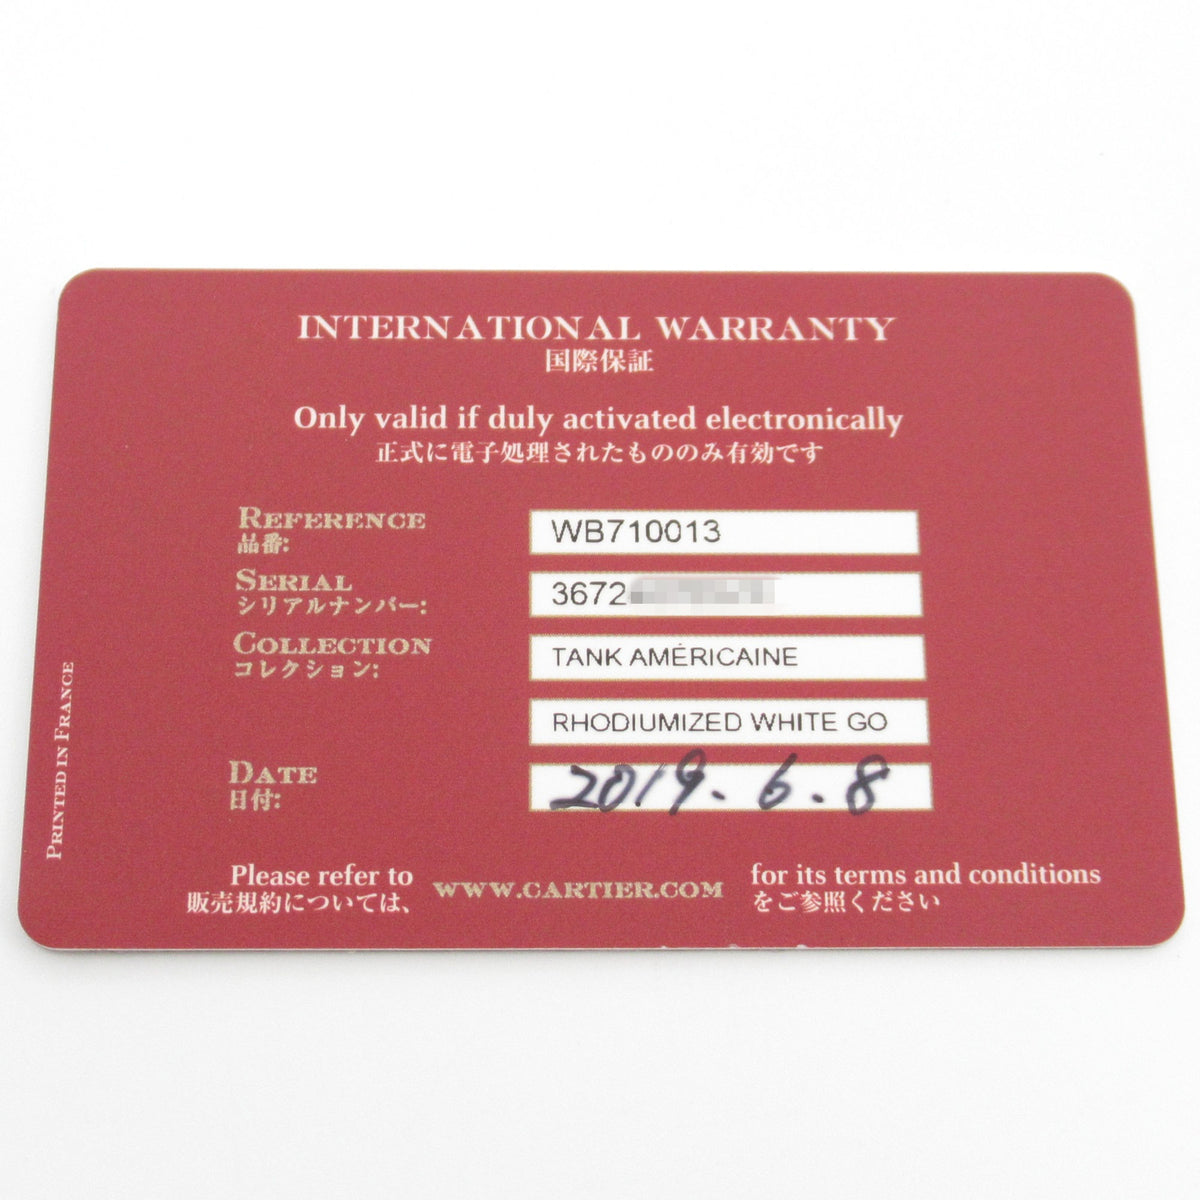 INTERNATIONAL WARRANTY
国際保証
Only valid if duly activated electronically
正式に電子処理されたもののみ有効です
REFERENCE
品番:
WB710013
SERIAL
シリアルナンバー:
3672
COLLECTION
コレクション:
TANK AMÉRICAINE
RHODIUMIZED WHITE GO
DATE
日付:
2019.6.8
Please refer to WWW.CARTIER.COM for its terms and conditions
販売規約については、 をご参照ください
PRINTED IN FRANCE